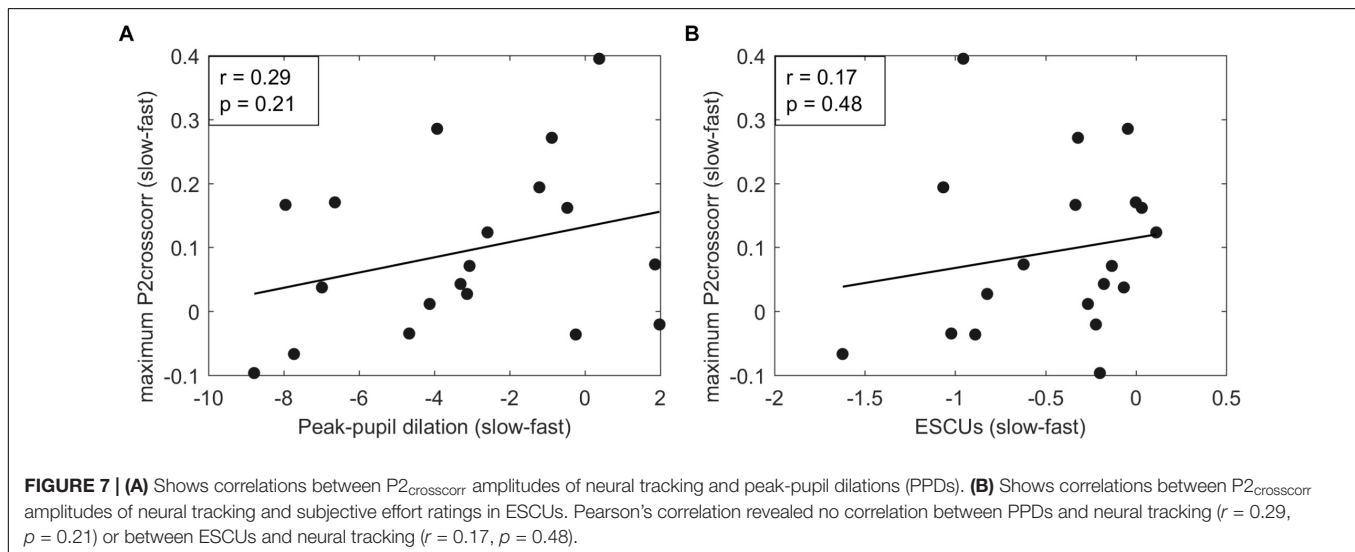 A
r = 0.29
p = 0.21
maximum P2crosscorr (slow-fast)
0.4
0.3
0.2
0.1
0
-0.1
-10 -8 -6 -4 -2 0 2
Peak-pupil dilation (slow-fast)
B
r = 0.17
p = 0.48
maximum P2crosscorr (slow-fast)
0.4
0.3
0.2
0.1
0
-0.1
-2 -1.5 -1 -0.5 0 0.5
ESCUs (slow-fast)
FIGURE 7 | (A) Shows correlations between P2crosscorr amplitudes of neural tracking and peak-pupil dilations (PPDs). (B) Shows correlations between P2crosscorr
amplitudes of neural tracking and subjective effort ratings in ESCUs. Pearson’s correlation revealed no correlation between PPDs and neural tracking (r = 0.29,
p = 0.21) or between ESCUs and neural tracking (r = 0.17, p = 0.48).